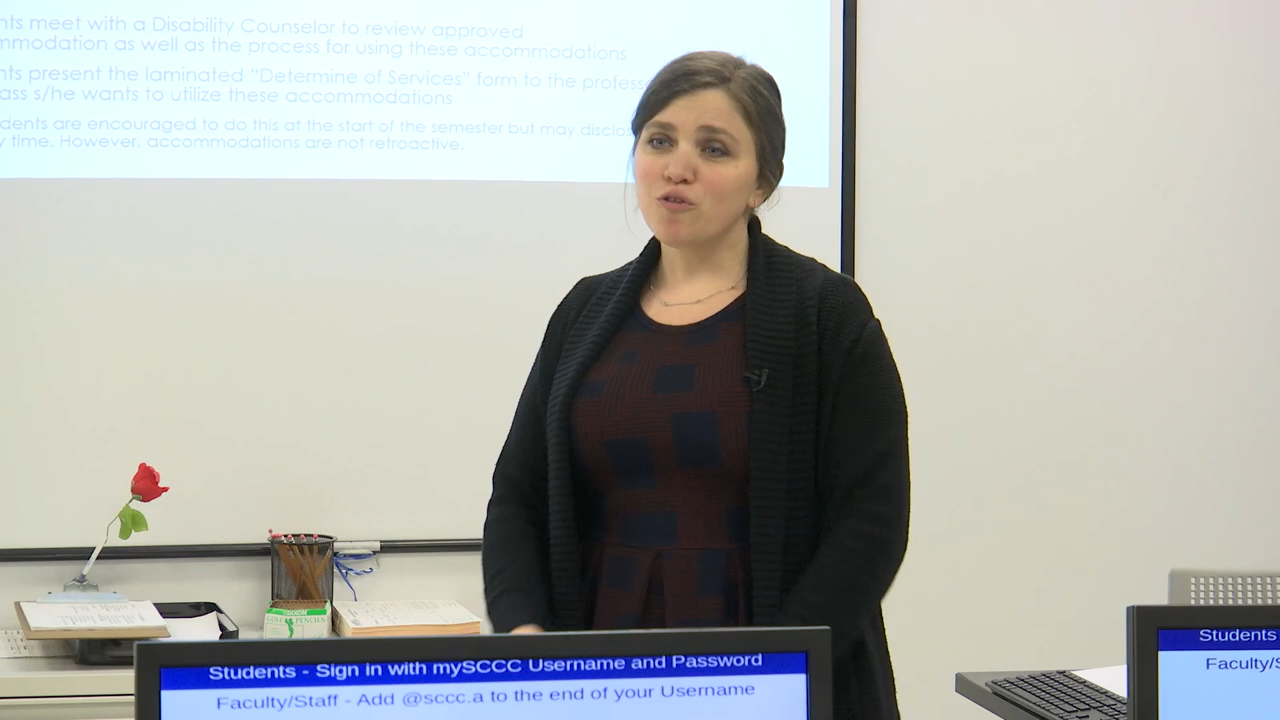 nts meet with a Disability Counselor to review approved
mmodation as well as the process for using these accommodations
nts present the laminated "Determine of Services" form to the profess
ass s/he wants to utilize these accommodations
dents are encouraged to do this at the start of the semester but may disclos
y time. However, accommodations are not retroactive.
GOLF PENCILS
Students - Sign in with mySCCC Username and Password
Faculty/Staff - Add @sccc.a to the end of your Username
Students
Faculty/S